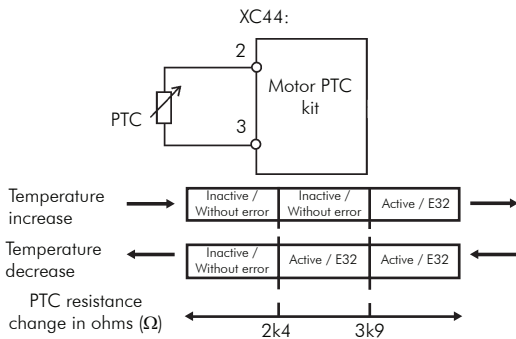 XC44:
2
Motor PTC
kit
PTC
3
Temperature
increase
Inactive /
Without error
Inactive /
Without error
Active / E32
Temperature
decrease
Inactive /
Without error
Active / E32
Active / E32
PTC resistance
change in ohms (Ω)
2k4
3k9